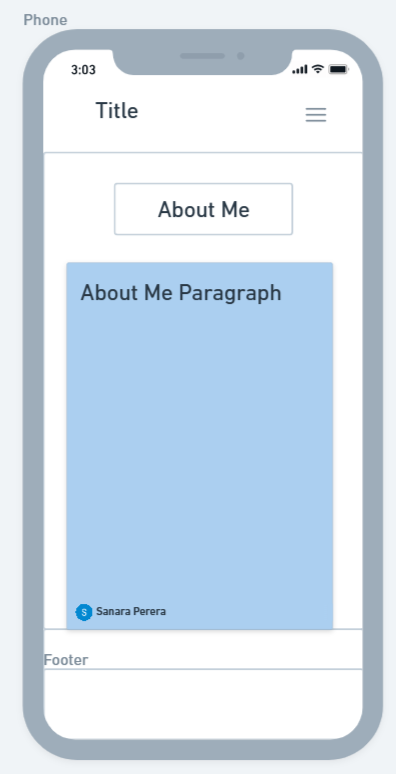 Phone
3:03
Title
About Me
About Me Paragraph
S Sanara Perera
Footer